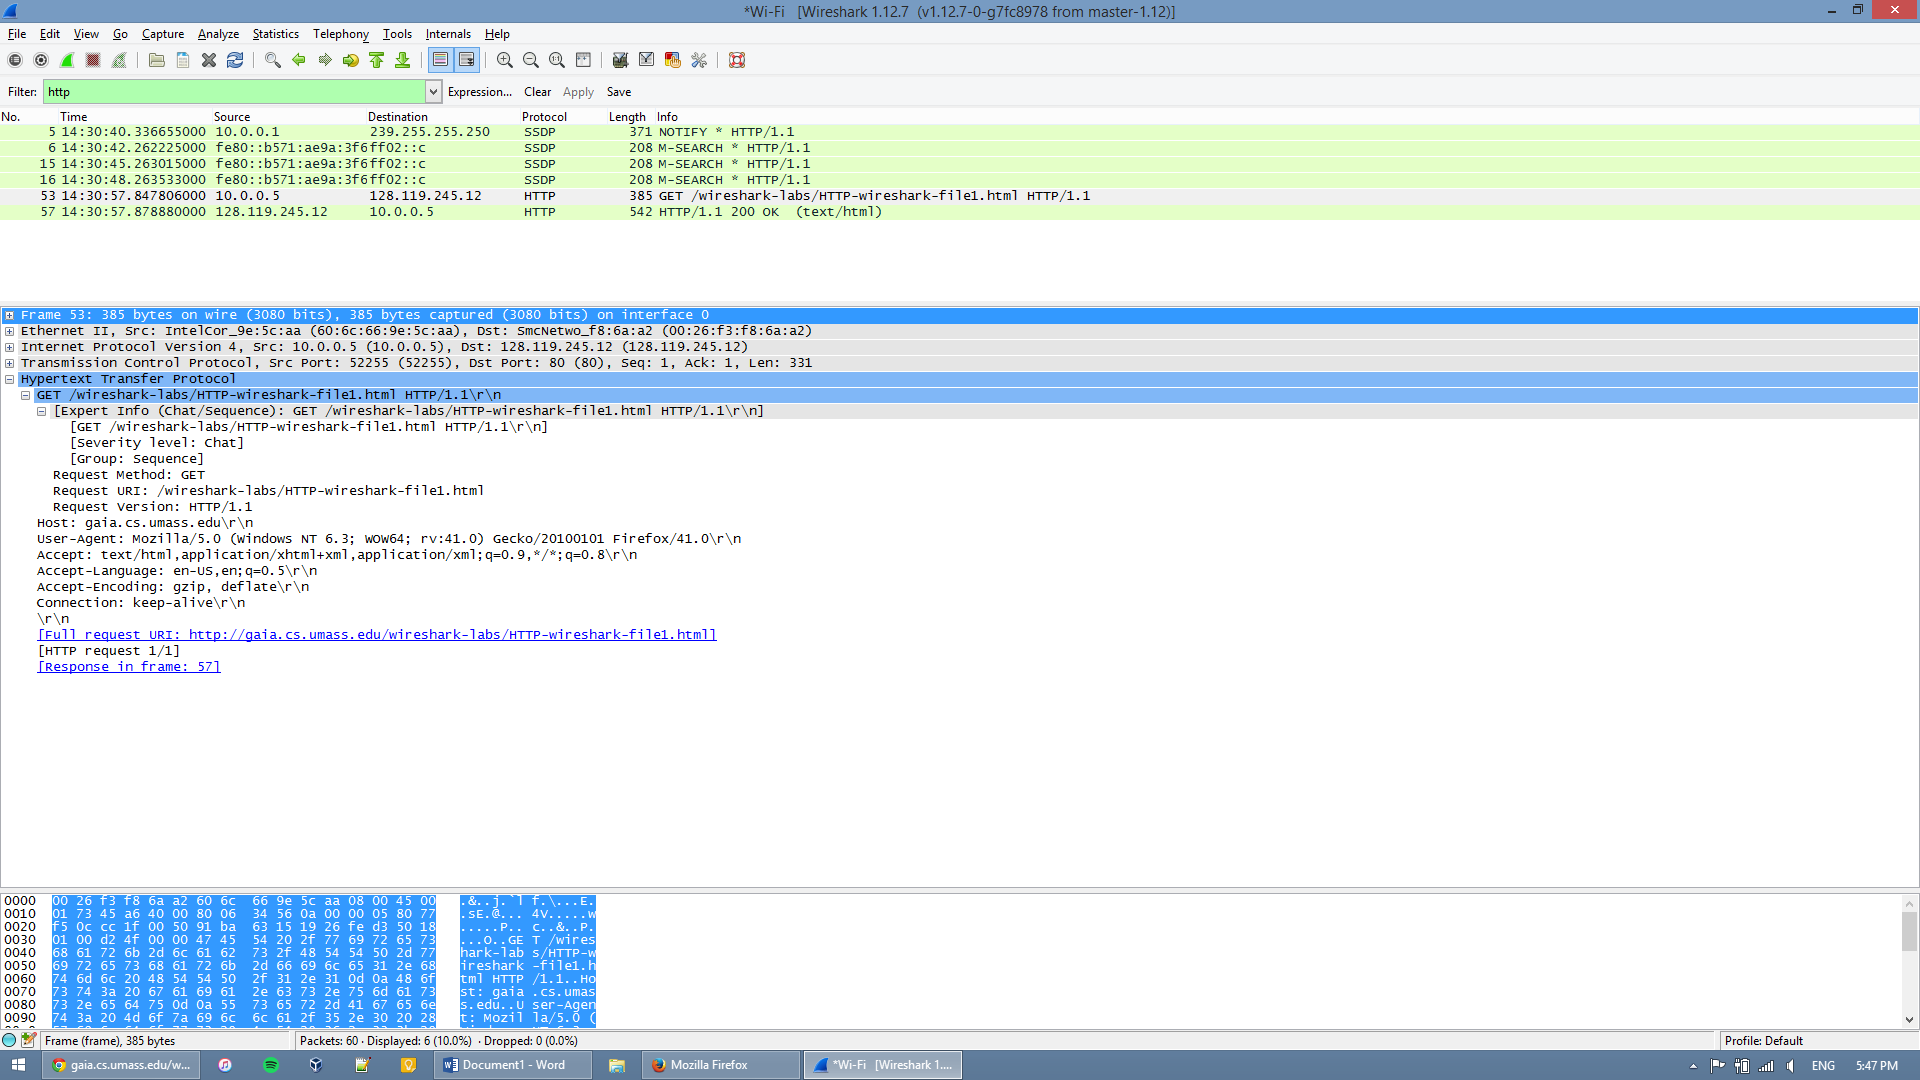 *Wi-Fi [Wireshark 1.12.7 (v1.12.7-0-g7fc8978 from master-1.12)]
File Edit View Go Capture Analyze Statistics Telephony Tools Internals Help
Filter: http Expression... Clear Apply Save
No. Time Source Destination Protocol Length Info
5 14:30:40.336655000 10.0.0.1 239.255.255.250 SSDP 371 NOTIFY * HTTP/1.1
6 14:30:42.262225000 fe80::b571:ae9a:3f6 ff02::c SSDP 208 M-SEARCH * HTTP/1.1
15 14:30:45.263015000 fe80::b571:ae9a:3f6 ff02::c SSDP 208 M-SEARCH * HTTP/1.1
16 14:30:48.263533000 fe80::b571:ae9a:3f6 ff02::c SSDP 208 M-SEARCH * HTTP/1.1
53 14:30:57.847806000 10.0.0.5 128.119.245.12 HTTP 385 GET /wireshark-labs/HTTP-wireshark-file1.html HTTP/1.1
57 14:30:57.878880000 128.119.245.12 10.0.0.5 HTTP 542 HTTP/1.1 200 OK (text/html)
Frame 53: 385 bytes on wire (3080 bits), 385 bytes captured (3080 bits) on interface 0
Ethernet II, Src: IntelCor_9e:5c:aa (60:6c:66:9e:5c:aa), Dst: SmcNetwo_f8:6a:a2 (00:26:f3:f8:6a:a2)
Internet Protocol Version 4, Src: 10.0.0.5 (10.0.0.5), Dst: 128.119.245.12 (128.119.245.12)
Transmission Control Protocol, Src Port: 52255 (52255), Dst Port: 80 (80), Seq: 1, Ack: 1, Len: 331
Hypertext Transfer Protocol
GET /wireshark-labs/HTTP-wireshark-file1.html HTTP/1.1\r\n
[Expert Info (Chat/Sequence): GET /wireshark-labs/HTTP-wireshark-file1.html HTTP/1.1\r\n]
[GET /wireshark-labs/HTTP-wireshark-file1.html HTTP/1.1\r\n]
[Severity level: Chat]
[Group: Sequence]
Request Method: GET
Request URI: /wireshark-labs/HTTP-wireshark-file1.html
Request Version: HTTP/1.1
Host: gaia.cs.umass.edu\r\n
User-Agent: Mozilla/5.0 (Windows NT 6.3; WOW64; rv:41.0) Gecko/20100101 Firefox/41.0\r\n
Accept: text/html,application/xhtml+xml,application/xml;q=0.9,*/*;q=0.8\r\n
Accept-Language: en-US,en;q=0.5\r\n
Accept-Encoding: gzip, deflate\r\n
Connection: keep-alive\r\n
\r\n
[Full request URI: http://gaia.cs.umass.edu/wireshark-labs/HTTP-wireshark-file1.html]
[HTTP request 1/1]
[Response in frame: 57]
0000 00 26 f3 f8 6a a2 60 6c 66 9e 5c aa 08 00 45 00 .&..j.`l f.\...E.
0010 01 73 45 a6 40 00 80 06 34 56 0a 00 00 05 80 77 .sE.@... 4V.....w
0020 f5 0c cc 1f 00 50 91 ba 63 15 19 26 fe d3 50 18 .....P.. c..&..P.
0030 01 00 d2 4f 00 00 47 45 54 20 2f 77 69 72 65 73 ...O..GE T /wires
0040 68 61 72 6b 2d 6c 61 62 73 2f 48 54 54 50 2d 77 hark-lab s/HTTP-w
0050 69 72 65 73 68 61 72 6b 2d 66 69 6c 65 31 2e 68 ireshark -file1.h
0060 74 6d 6c 20 48 54 54 50 2f 31 2e 31 0d 0a 48 6f tml HTTP /1.1..Ho
0070 73 74 3a 20 67 61 69 61 2e 63 73 2e 75 6d 61 73 st: gaia .cs.umas
0080 73 2e 65 64 75 0d 0a 55 73 65 72 2d 41 67 65 6e s.edu..U ser-Agen
0090 74 3a 20 4d 6f 7a 69 6c 6c 61 2f 35 2e 30 20 28 t: Mozil la/5.0 (
Frame (frame), 385 bytes Packets: 60 · Displayed: 6 (10.0%) · Dropped: 0 (0.0%) Profile: Default
gaia.cs.umass.edu/w... Document1 - Word Mozilla Firefox *Wi-Fi [Wireshark 1.... ENG 5:47 PM